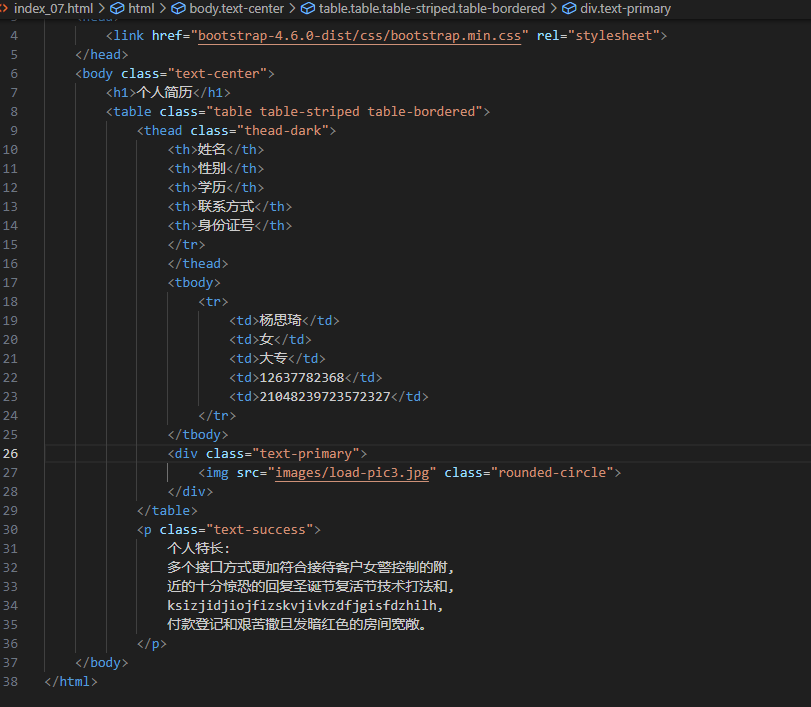 index_07.html > html > body.text-center > table.table.table-striped.table-bordered > div.text-primary
4 <link href="bootstrap-4.6.0-dist/css/bootstrap.min.css" rel="stylesheet">
5 </head>
6 <body class="text-center">
7 <h1>个人简历</h1>
8 <table class="table table-striped table-bordered">
9 <thead class="thead-dark">
10 <th>姓名</th>
11 <th>性别</th>
12 <th>学历</th>
13 <th>联系方式</th>
14 <th>身份证号</th>
15 </tr>
16 </thead>
17 <tbody>
18 <tr>
19 <td>杨思琦</td>
20 <td>女</td>
21 <td>大专</td>
22 <td>12637782368</td>
23 <td>21048239723572327</td>
24 </tr>
25 </tbody>
26 <div class="text-primary">
27 <img src="images/load-pic3.jpg" class="rounded-circle">
28 </div>
29 </table>
30 <p class="text-success">
31 个人特长:
32 多个接口方式更加符合接待客户女警控制的附,
33 近的十分惊恐的回复圣诞节复活节技术打法和,
34 ksizjidjiojfizskvjivkzdfjgisfdzhilh,
35 付款登记和艰苦撒旦发暗红色的房间宽敞。
36 </p>
37 </body>
38 </html>